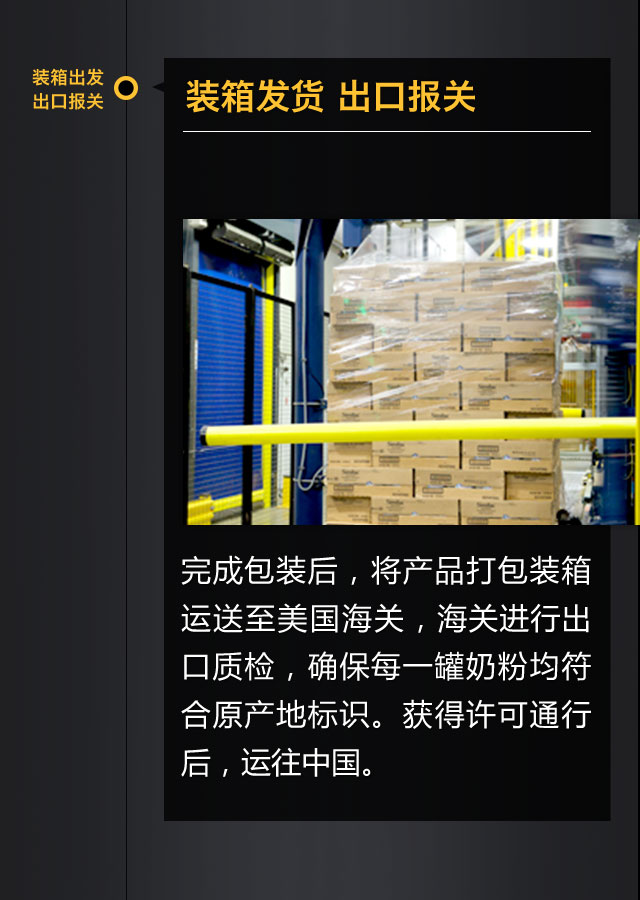 装箱出发
出口报关
装箱发货 出口报关
完成包装后，将产品打包装箱
运送至美国海关，海关进行出
口质检，确保每一罐奶粉均符
合原产地标识。获得许可通行
后，运往中国。